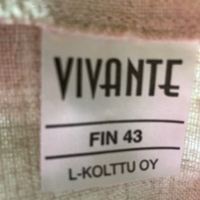 VIVANTE
FIN 43
L-KOLTTU OY